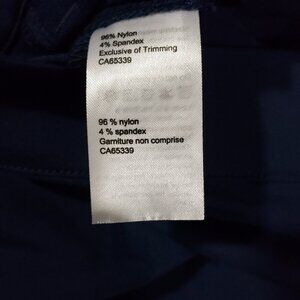 96% Nylon
4% Spandex
Exclusive of Trimming
CA65339
96 % nylon
4 % spandex
Garniture non comprise
CA65339